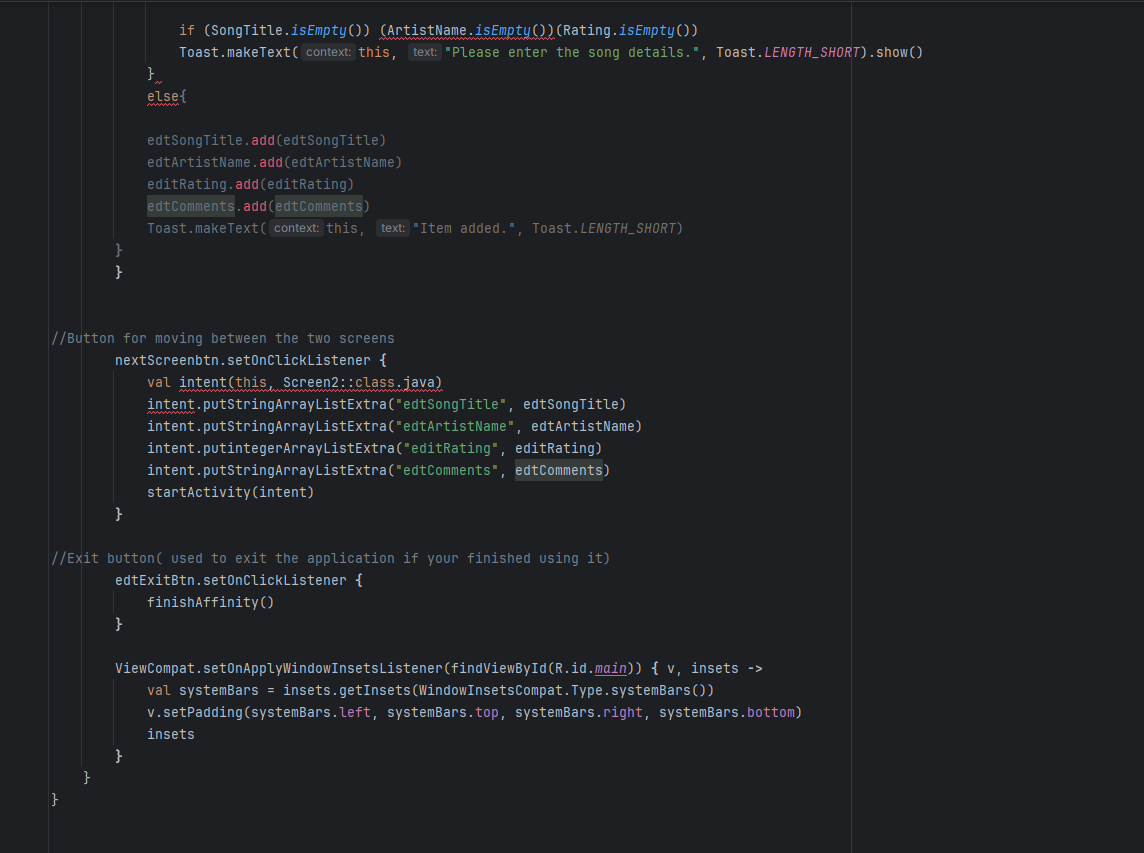 if (SongTitle.isEmpty()) (ArtistName.isEmpty())(Rating.isEmpty())
Toast.makeText( context: this, text: "Please enter the song details.", Toast.LENGTH_SHORT).show()
}
else{
edtSongTitle.add(edtSongTitle)
edtArtistName.add(edtArtistName)
editRating.add(editRating)
edtComments.add(edtComments)
Toast.makeText( context: this, text: "Item added.", Toast.LENGTH_SHORT)
}
}
//Button for moving between the two screens
nextScreenbtn.setOnClickListener {
val intent(this, Screen2::class.java)
intent.putStringArrayListExtra("edtSongTitle", edtSongTitle)
intent.putStringArrayListExtra("edtArtistName", edtArtistName)
intent.putintegerArrayListExtra("editRating", editRating)
intent.putStringArrayListExtra("edtComments", edtComments)
startActivity(intent)
}
//Exit button( used to exit the application if your finished using it)
edtExitBtn.setOnClickListener {
finishAffinity()
}
ViewCompat.setOnApplyWindowInsetsListener(findViewById(R.id.main)) { v, insets ->
val systemBars = insets.getInsets(WindowInsetsCompat.Type.systemBars())
v.setPadding(systemBars.left, systemBars.top, systemBars.right, systemBars.bottom)
insets
}
}
}